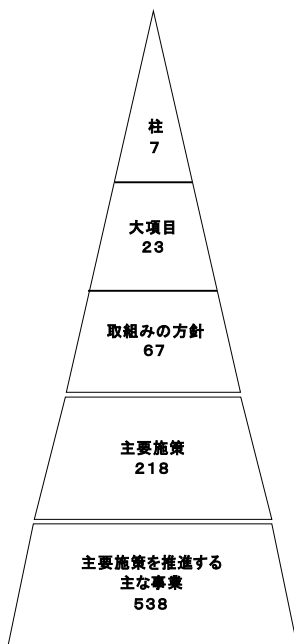 柱
7
大項目
23
取組みの方針
67
主要施策
218
主要施策を推進する
主な事業
538